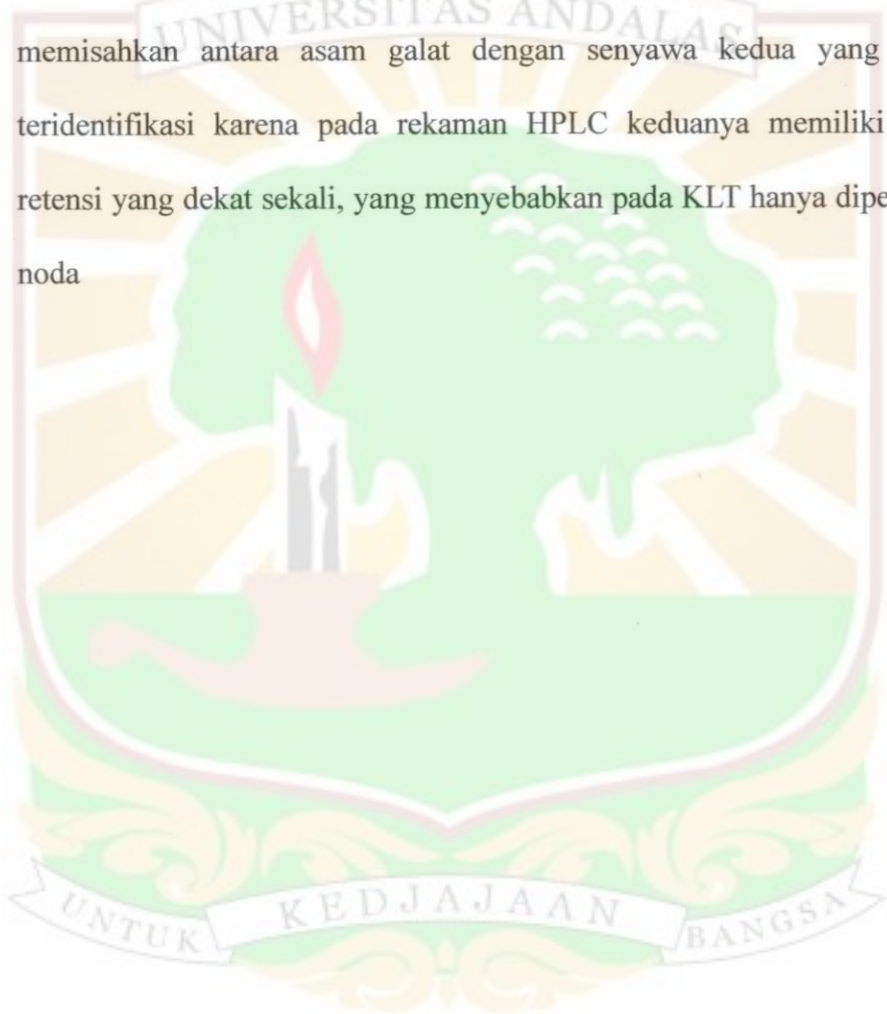 UNIVERSITAS ANDALAS
memisahkan antara asam galat dengan senyawa kedua yang
teridentifikasi karena pada rekaman HPLC keduanya memiliki
retensi yang dekat sekali, yang menyebabkan pada KLT hanya dipe
noda
UNTUK KEDJAJAAN BANGSA